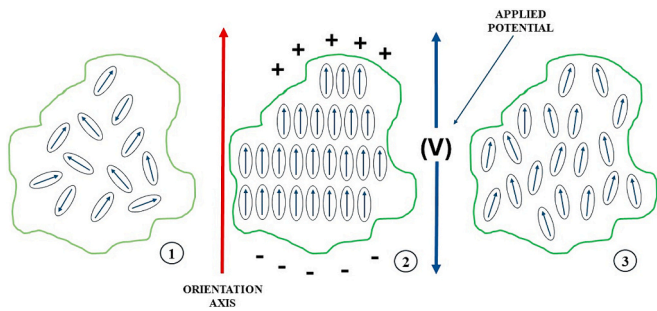 APPLIED
POTENTIAL
+ + + + +
(V)
1
- - - - -
2
3
ORIENTATION
AXIS